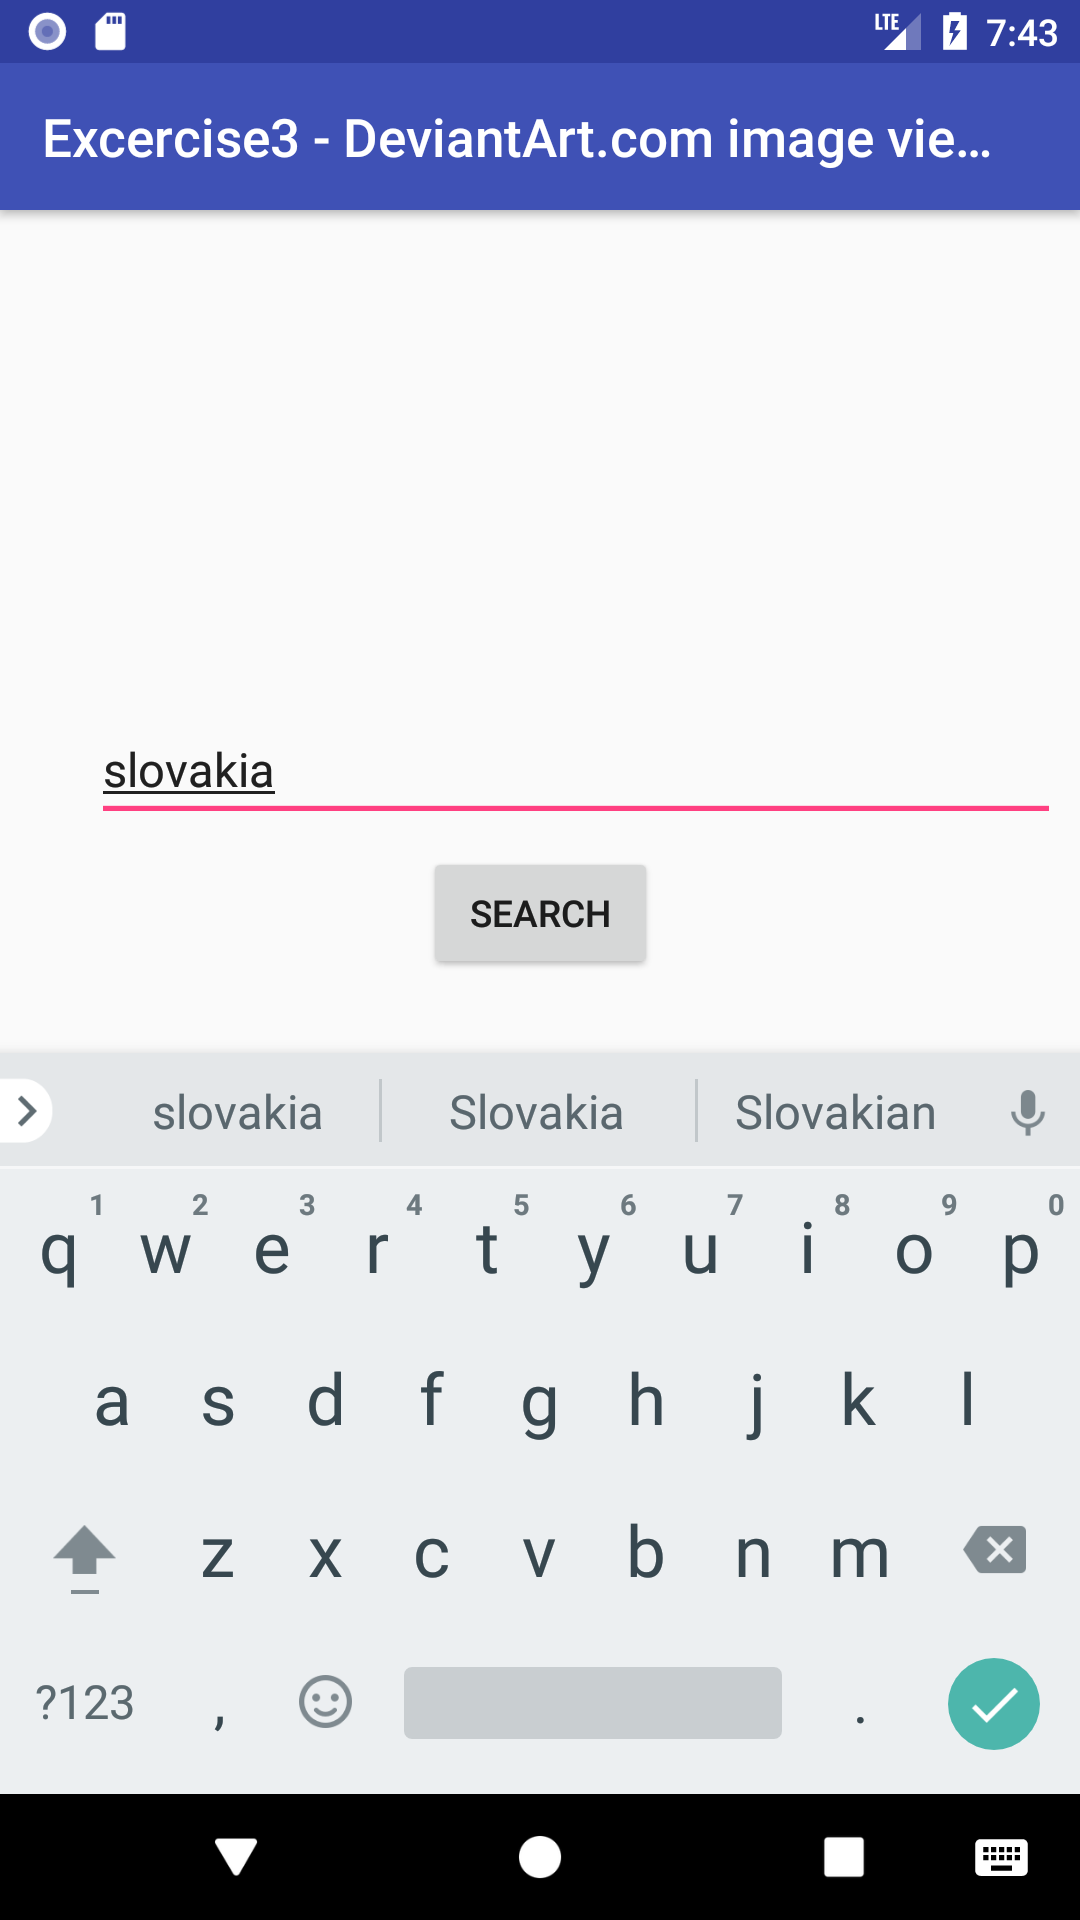 LTE 7:43
Excercise3 - DeviantArt.com image vie…
slovakia
SEARCH
slovakia Slovakia Slovakian
1 2 3 4 5 6 7 8 9 0
q w e r t y u i o p
a s d f g h j k l
z x c v b n m
?123 , .